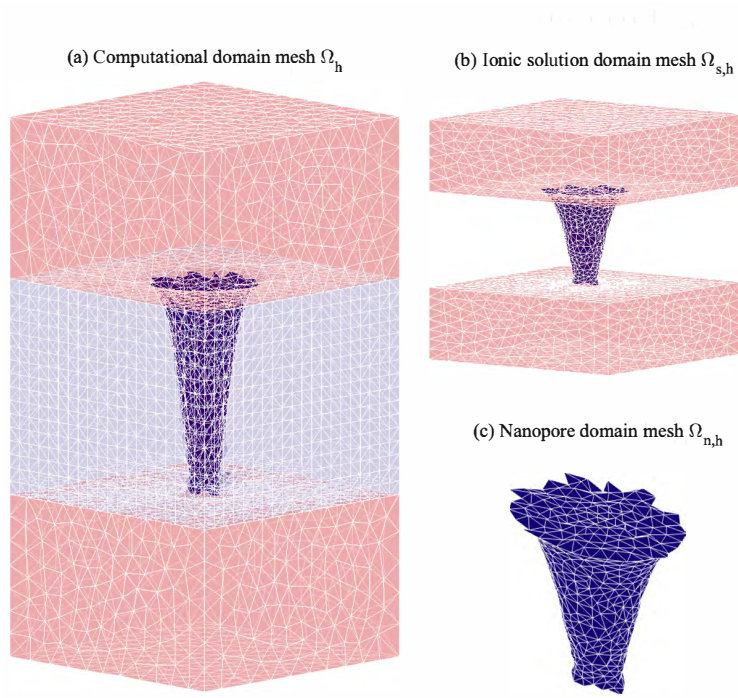 (a) Computational domain mesh Ωₕ
(b) Ionic solution domain mesh Ωₛ,ₕ
(c) Nanopore domain mesh Ωₙ,ₕ